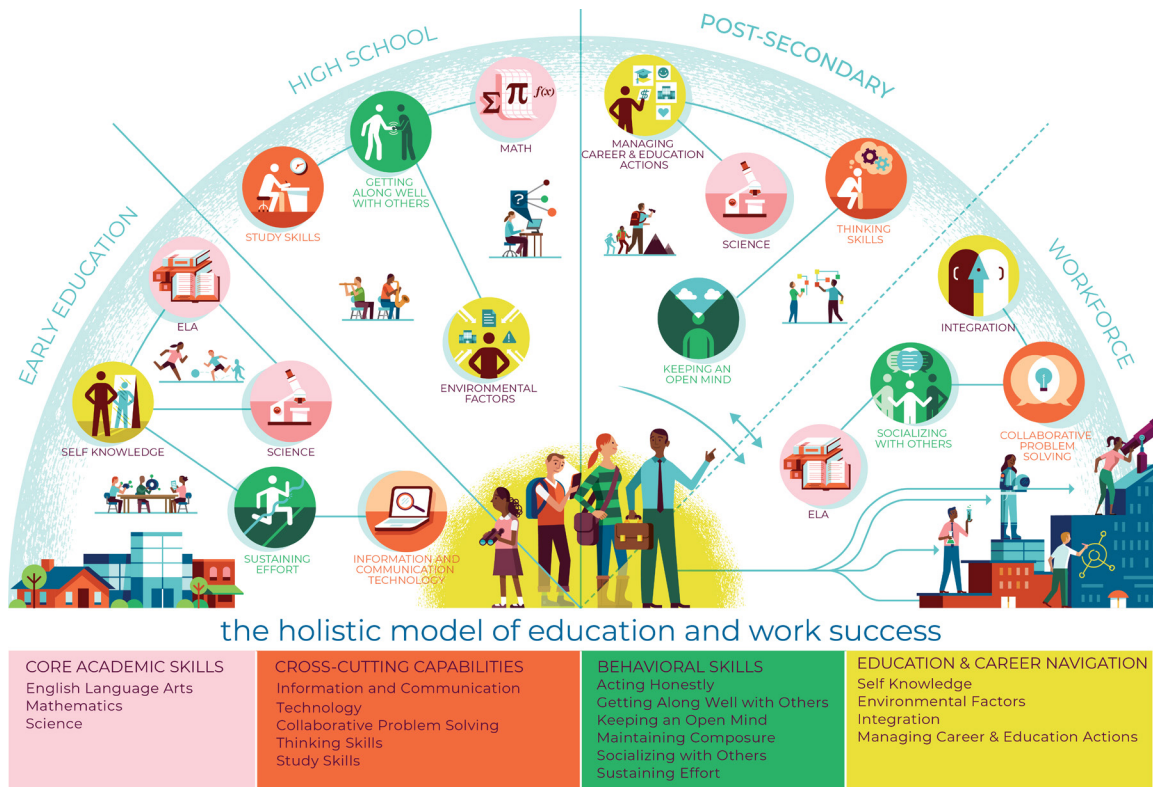 HIGH SCHOOL
POST-SECONDARY
EARLY EDUCATION
WORKFORCE
Σ π f(x)
MATH
$
MANAGING
CAREER & EDUCATION
ACTIONS
GETTING
ALONG WELL
WITH OTHERS
STUDY SKILLS
?
SCIENCE
THINKING
SKILLS
ELA
INTEGRATION
KEEPING AN
OPEN MIND
ENVIRONMENTAL
FACTORS
SELF KNOWLEDGE
SCIENCE
SOCIALIZING
WITH OTHERS
COLLABORATIVE
PROBLEM
SOLVING
ELA
SUSTAINING
EFFORT
INFORMATION AND
COMMUNICATION
TECHNOLOGY
the holistic model of education and work success
CORE ACADEMIC SKILLS
English Language Arts
Mathematics
Science
CROSS-CUTTING CAPABILITIES
Information and Communication
Technology
Collaborative Problem Solving
Thinking Skills
Study Skills
BEHAVIORAL SKILLS
Acting Honestly
Getting Along Well with Others
Keeping an Open Mind
Maintaining Composure
Socializing with Others
Sustaining Effort
EDUCATION & CAREER NAVIGATION
Self Knowledge
Environmental Factors
Integration
Managing Career & Education Actions